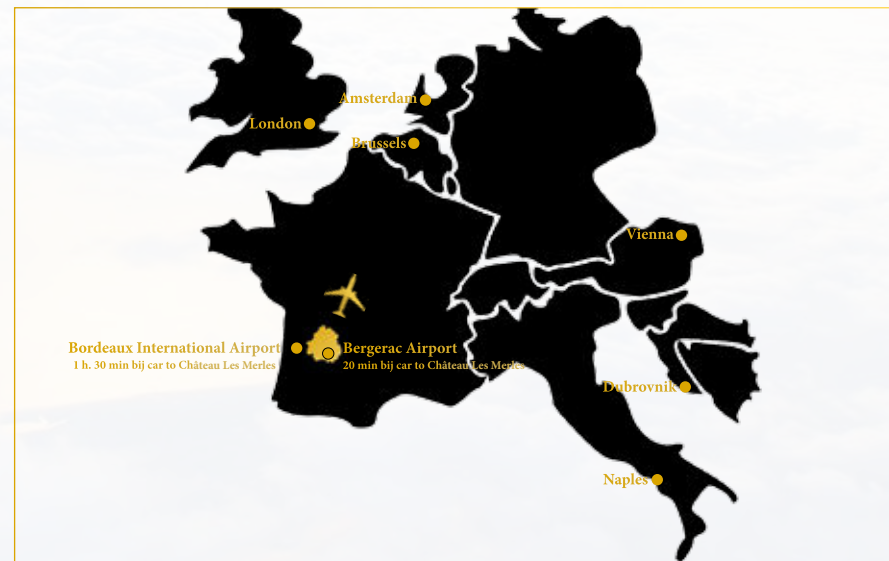 Amsterdam
London
Brussels
Vienna
Bordeaux International Airport
1 h. 30 min bij car to Château Les Merles
Bergerac Airport
20 min bij car to Château Les Merles
Dubrovnik
Naples